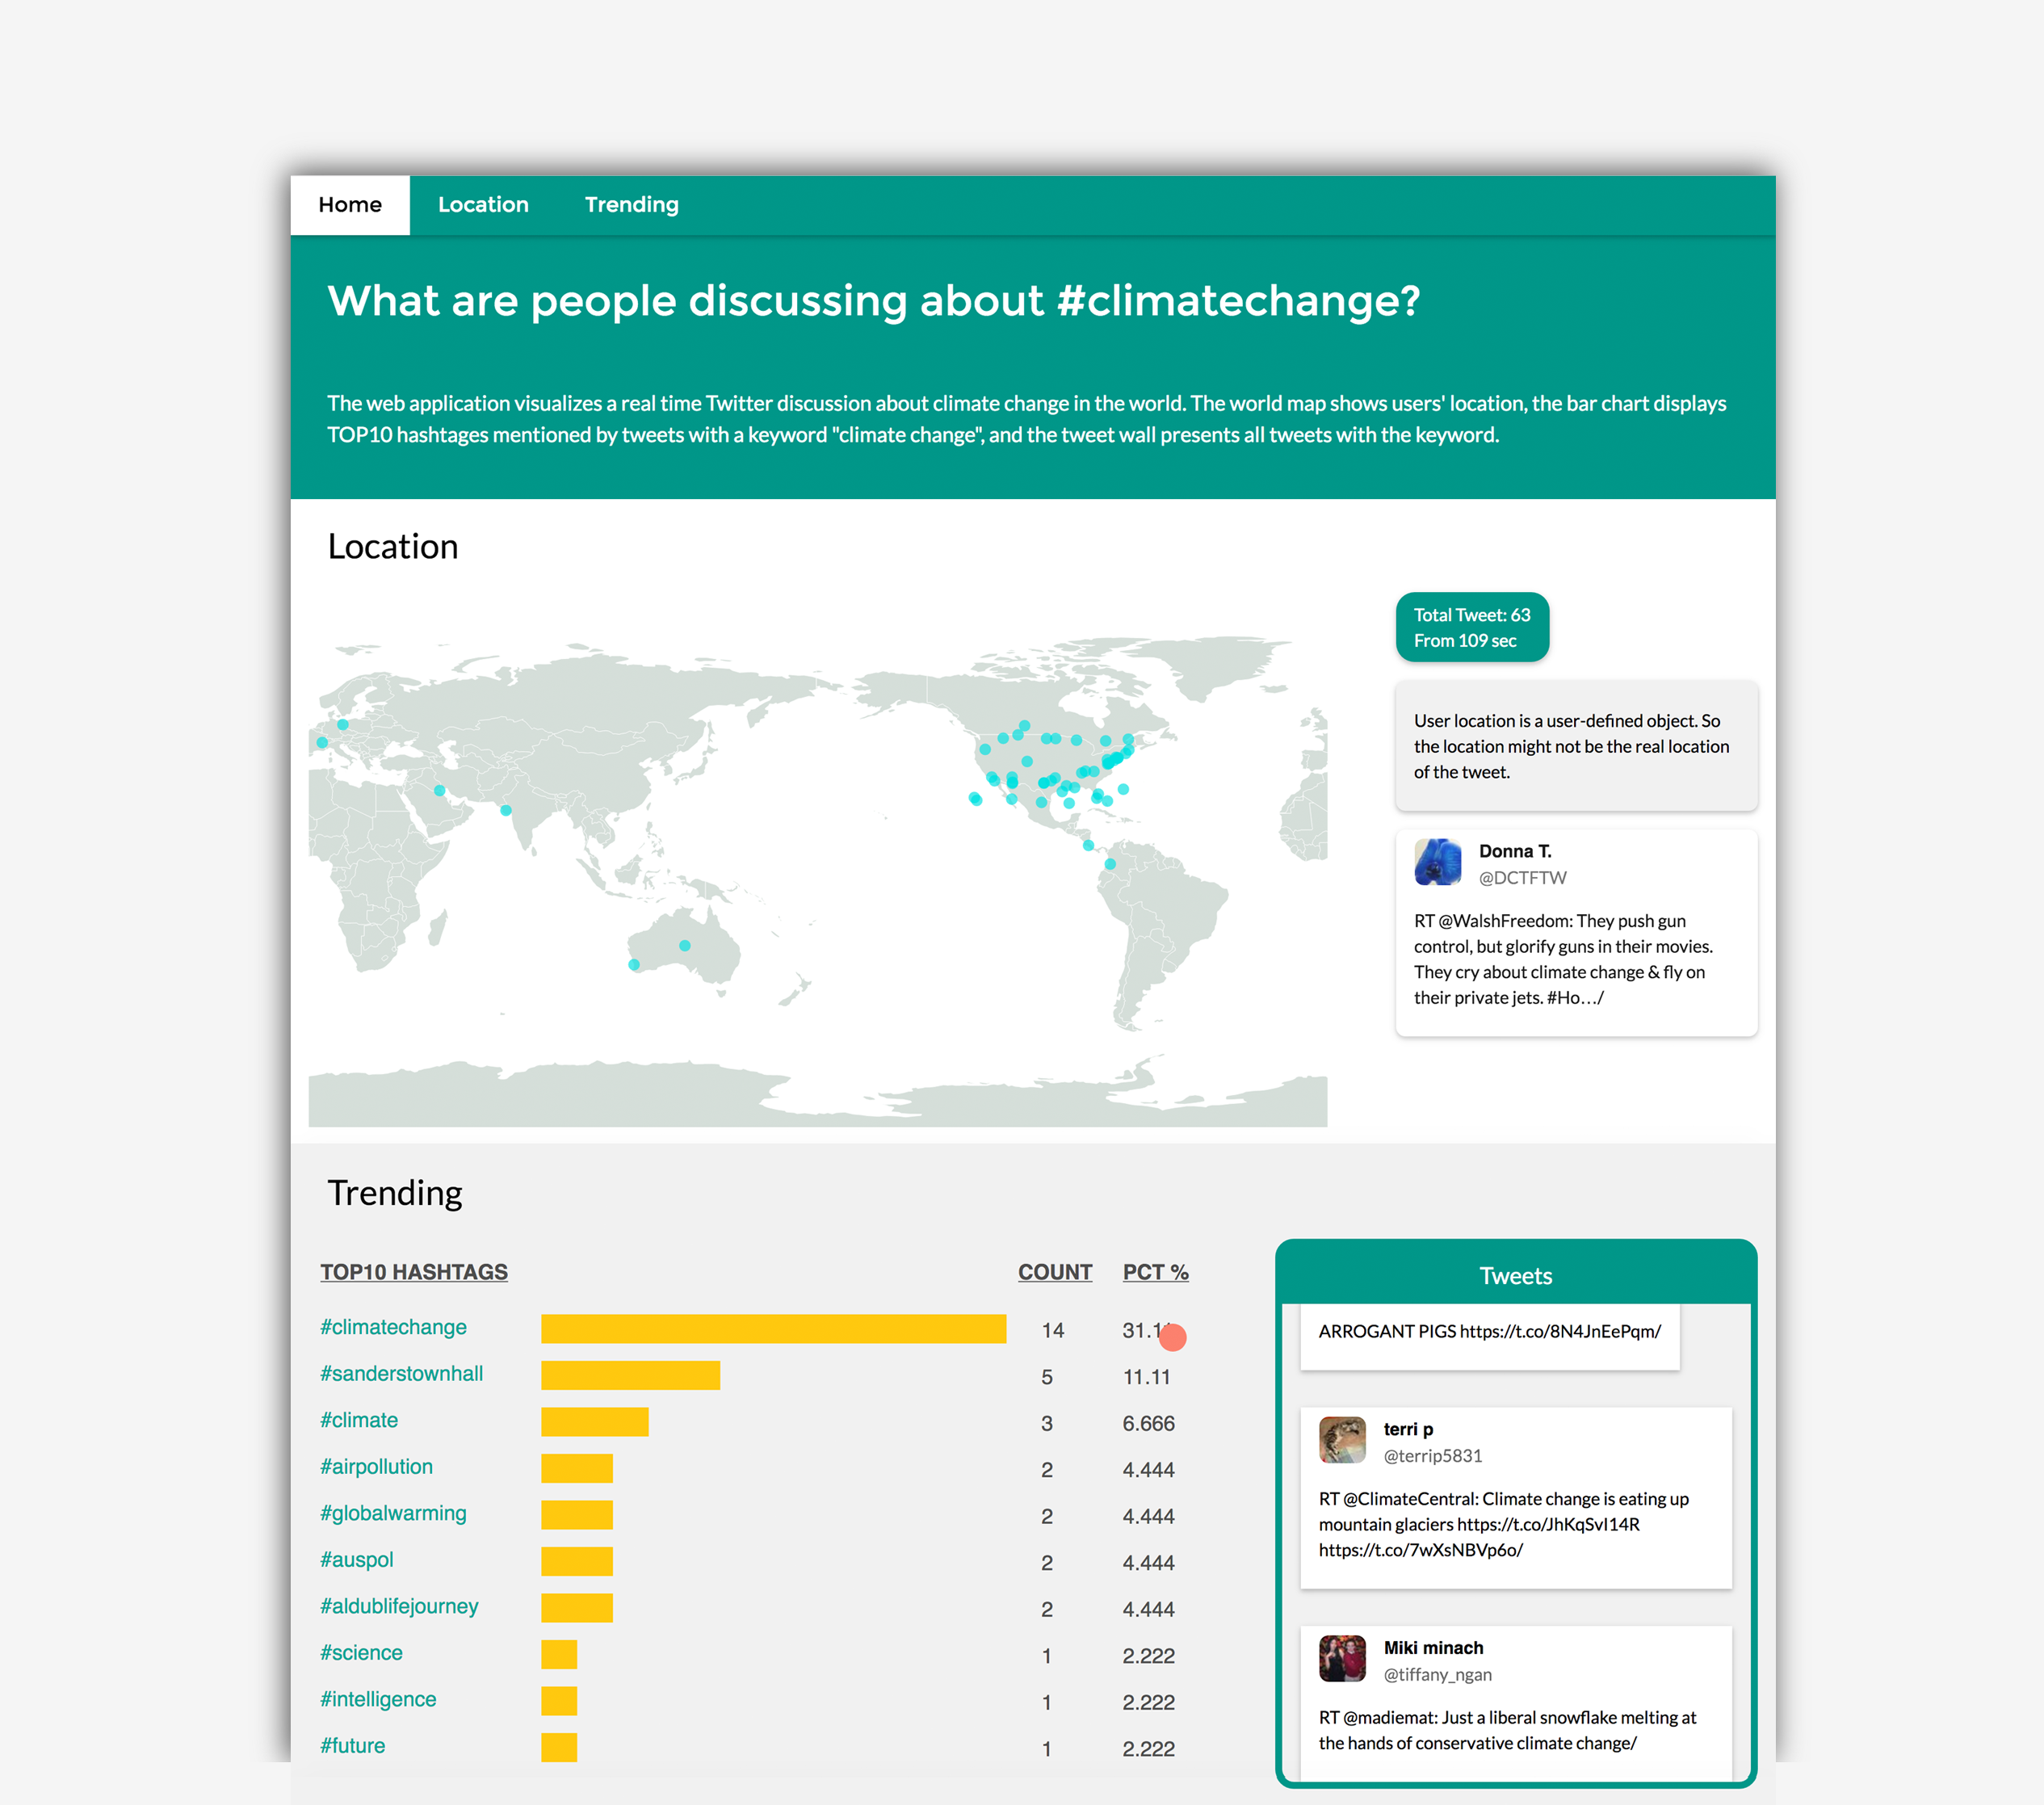 Home Location Trending
What are people discussing about #climatechange?
The web application visualizes a real time Twitter discussion about climate change in the world. The world map shows users' location, the bar chart displays
TOP10 hashtages mentioned by tweets with a keyword "climate change", and the tweet wall presents all tweets with the keyword.
Location
Total Tweet: 63
From 109 sec
User location is a user-defined object. So
the location might not be the real location
of the tweet.
Donna T.
@DCTFTW
RT @WalshFreedom: They push gun
control, but glorify guns in their movies.
They cry about climate change & fly on
their private jets. #Ho…/
Trending
TOP10 HASHTAGS COUNT PCT %
#climatechange 14
#sanderstownhall 5 11.11
#climate 3 6.666
#airpollution 2 4.444
#globalwarming 2 4.444
#auspol 2 4.444
#aldublifejourney 2 4.444
#science 1 2.222
#intelligence 1 2.222
#future 1 2.222
Tweets
ARROGANT PIGS https://t.co/8N4JnEePqm/
terri p
@terrip5831
RT @ClimateCentral: Climate change is eating up
mountain glaciers https://t.co/JhKqSvI14R
https://t.co/7wXsNBVp6o/
Miki minach
@tiffany_ngan
RT @madiemat: Just a liberal snowflake melting at
the hands of conservative climate change/